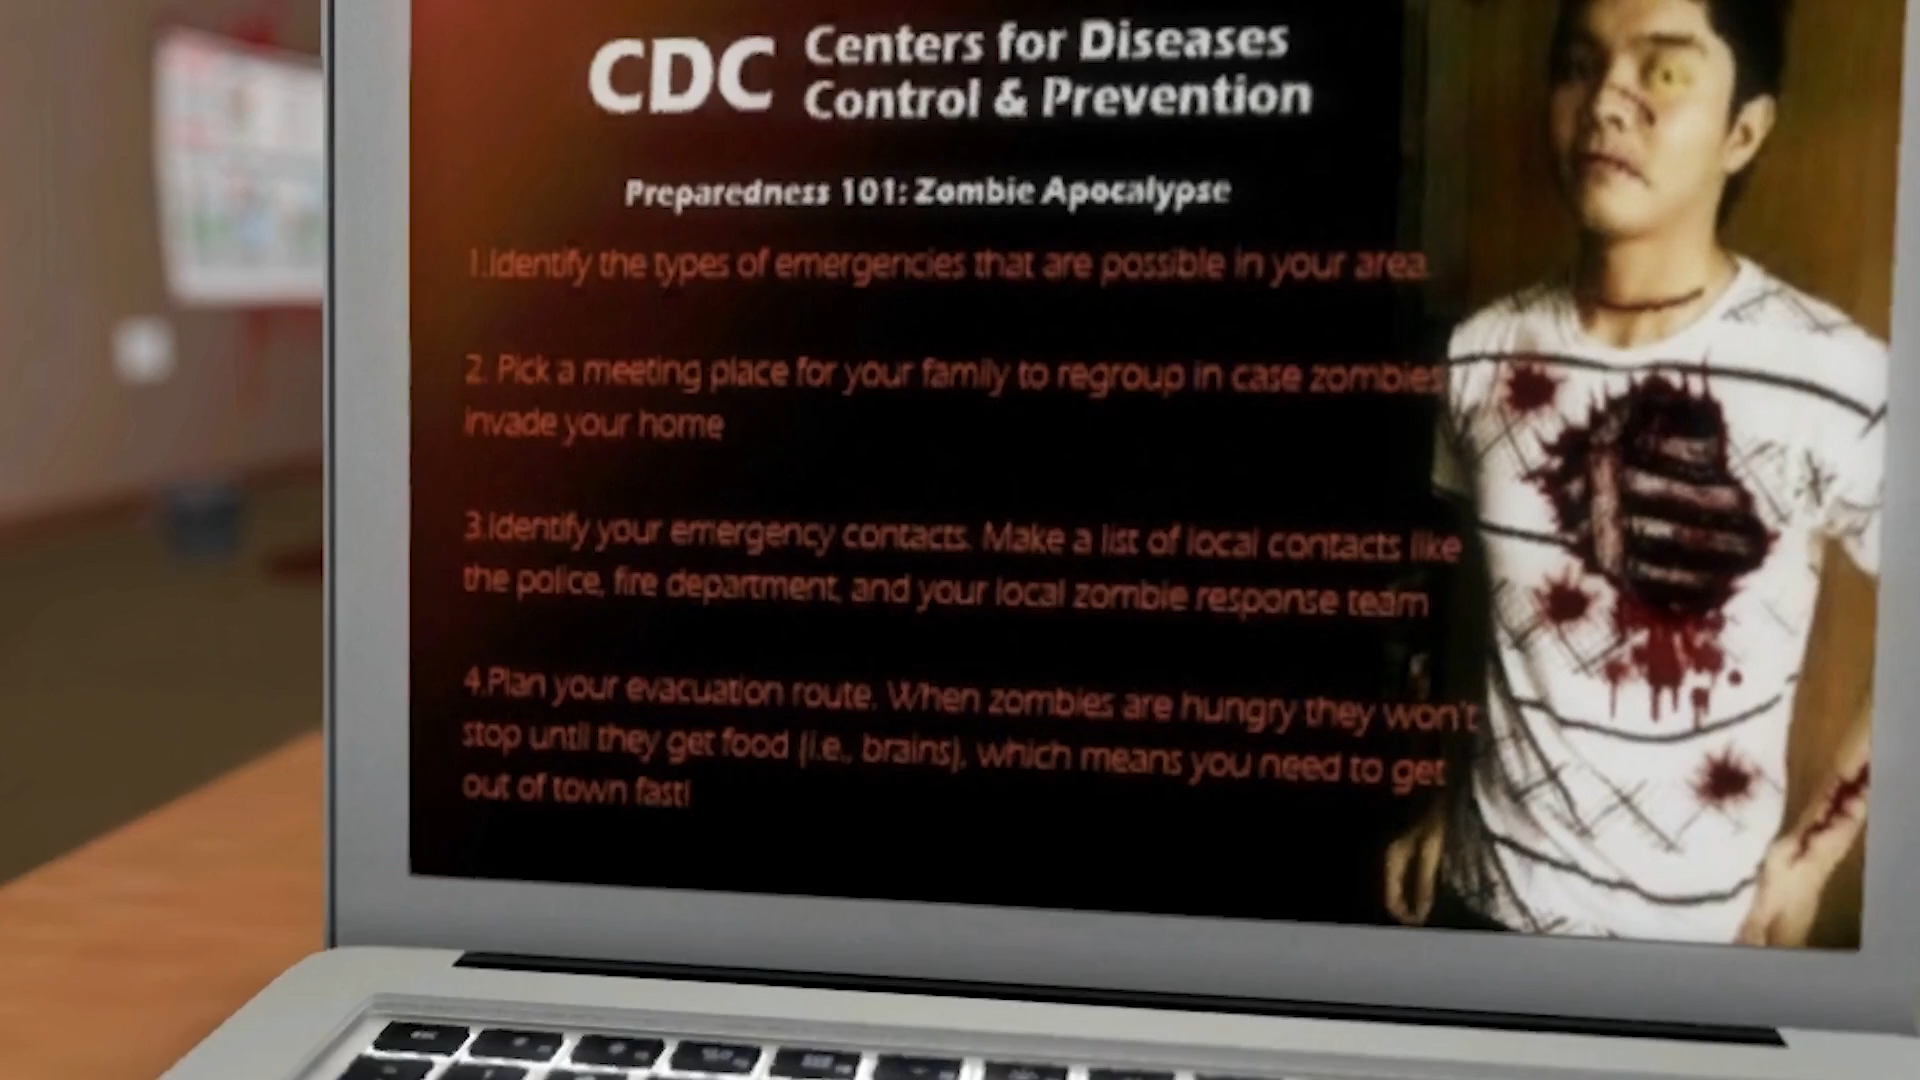 CDC
Centers for Diseases
Control & Prevention
Preparedness 101: Zombie Apocalypse
1.Identify the types of emergencies that are possible in your area.
2. Pick a meeting place for your family to regroup in case zombies
invade your home
3.Identify your emergency contacts. Make a list of local contacts like
the police, fire department, and your local zombie response team
4.Plan your evacuation route. When zombies are hungry they won't
stop until they get food (i.e., brains), which means you need to get
out of town fast!